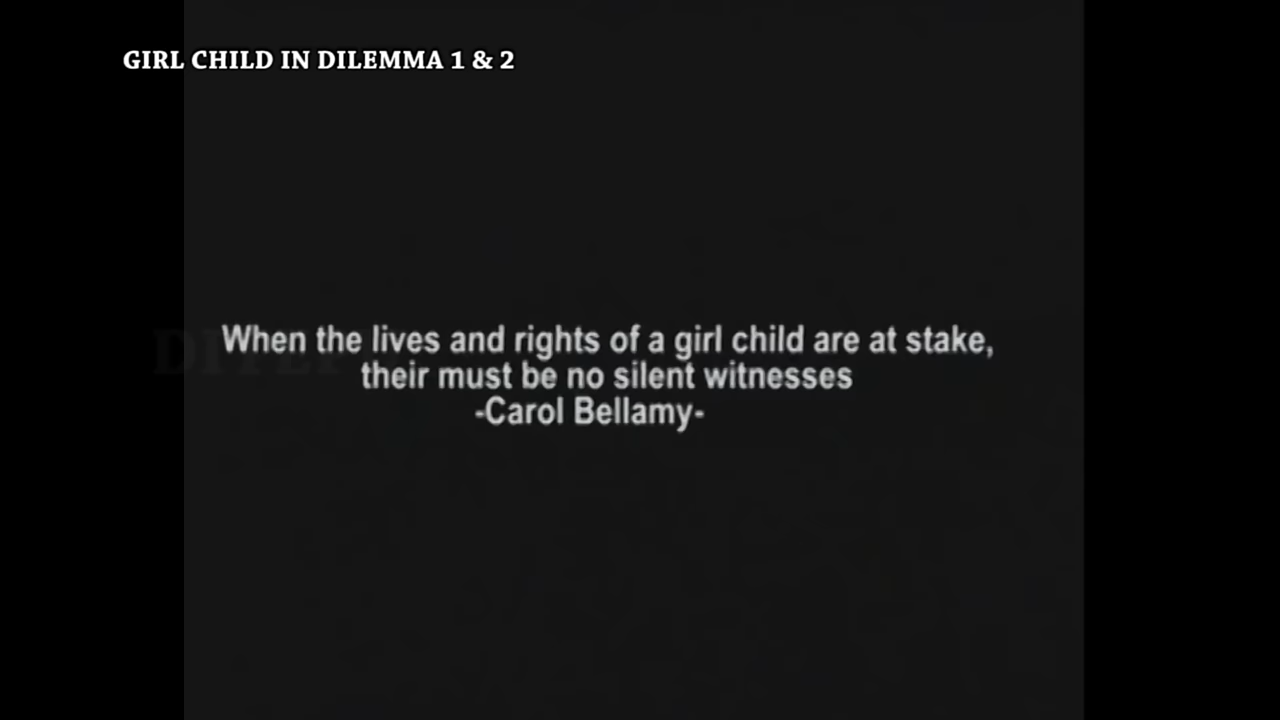 GIRL CHILD IN DILEMMA 1 & 2
When the lives and rights of a girl child are at stake,
their must be no silent witnesses
-Carol Bellamy-